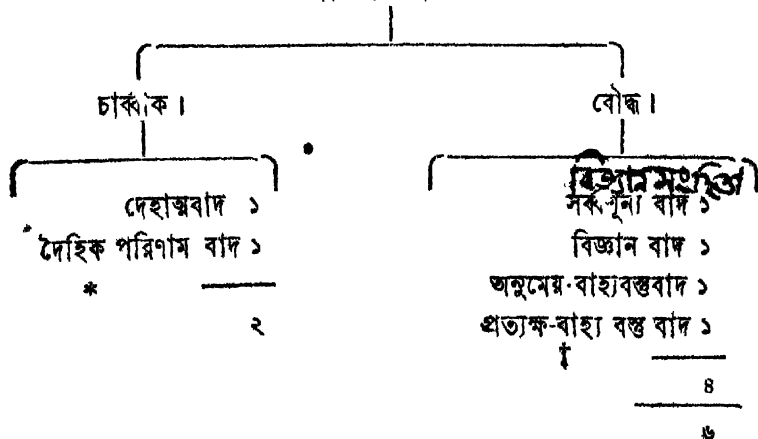 চার্ব্বাক।
বৌদ্ধ।
দেহাত্মবাদ ১
দৈহিক পরিণাম বাদ ১
*
২
সর্ব্বশূন্য বাদ ১
বিজ্ঞান বাদ ১
অনুমেয়-বাহ্যবস্তুবাদ ১
প্রত্যক্ষ-বাহ্য বস্তু বাদ ১
†
৪
৬